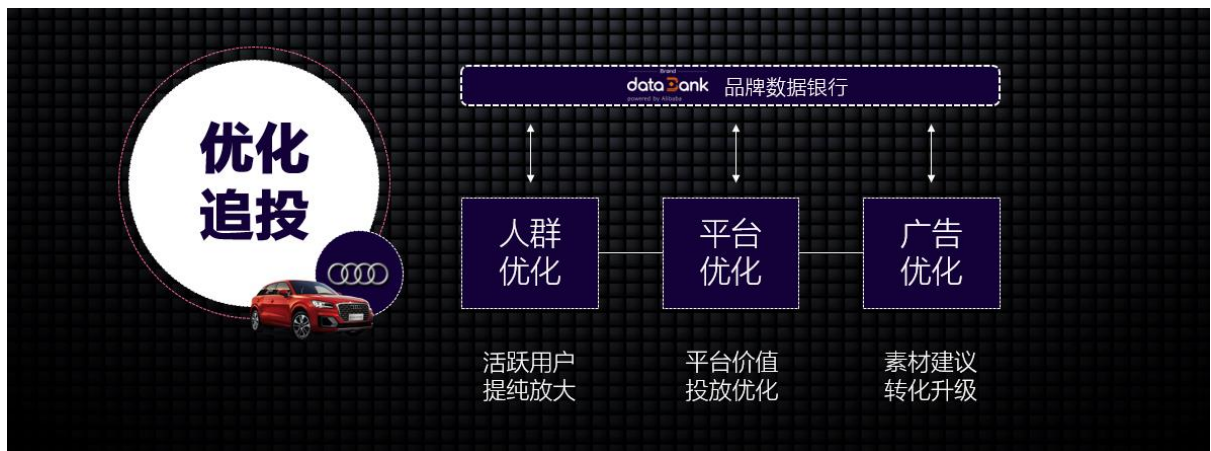 优化
追投
Brand
dataBank 品牌数据银行
powered by Alibaba
人群
优化
平台
优化
广告
优化
活跃用户
提纯放大
平台价值
投放优化
素材建议
转化升级